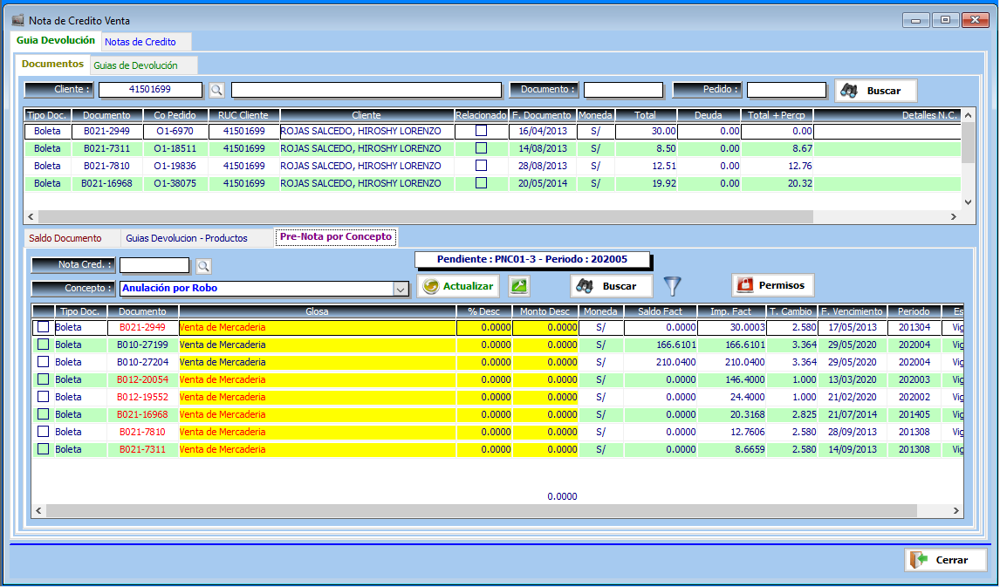 Nota de Credito Venta
Guia Devolución Notas de Credito
Documentos Guias de Devolución
Cliente : 41501699 Documento : Pedido : Buscar
Tipo Doc. Documento Co Pedido RUC Cliente Cliente Relacionado F. Documento Moneda Total Deuda Total + Percp Detalles N.C.
Boleta B021-2949 O1-6970 41501699 ROJAS SALCEDO, HIROSHY LORENZO 16/04/2013 S/ 30.00 0.00 0.00
Boleta B021-7311 O1-18511 41501699 ROJAS SALCEDO, HIROSHY LORENZO 14/08/2013 S/ 8.50 0.00 8.67
Boleta B021-7810 O1-19836 41501699 ROJAS SALCEDO, HIROSHY LORENZO 28/08/2013 S/ 12.51 0.00 12.76
Boleta B021-16968 O1-38075 41501699 ROJAS SALCEDO, HIROSHY LORENZO 20/05/2014 S/ 19.92 0.00 20.32
Saldo Documento Guias Devolucion - Productos Pre-Nota por Concepto
Nota Cred. : Pendiente : PNC01-3 - Periodo : 202005
Concepto : Anulación por Robo Actualizar Buscar Permisos
Tipo Doc. Documento Glosa % Desc Monto Desc Moneda Saldo Fact Imp. Fact T. Cambio F. Vencimiento Periodo Es
Boleta B021-2949 Venta de Mercaderia 0.0000 0.0000 S/ 0.0000 30.0003 2.580 17/05/2013 201304 Vig
Boleta B010-27199 Venta de Mercaderia 0.0000 0.0000 S/ 166.6101 166.6101 3.364 29/05/2020 202004 Vig
Boleta B010-27204 Venta de Mercaderia 0.0000 0.0000 S/ 210.0400 210.0400 3.364 29/05/2020 202004 Vig
Boleta B012-20054 Venta de Mercaderia 0.0000 0.0000 S/ 0.0000 146.4000 1.000 13/03/2020 202003 Vig
Boleta B012-19552 Venta de Mercaderia 0.0000 0.0000 S/ 0.0000 24.4000 1.000 21/02/2020 202002 Vig
Boleta B021-16968 Venta de Mercaderia 0.0000 0.0000 S/ 0.0000 20.3168 2.825 21/07/2014 201405 Vig
Boleta B021-7810 Venta de Mercaderia 0.0000 0.0000 S/ 0.0000 12.7606 2.580 28/09/2013 201308 Vig
Boleta B021-7311 Venta de Mercaderia 0.0000 0.0000 S/ 0.0000 8.6659 2.580 14/09/2013 201308 Vig
0.0000
Cerrar